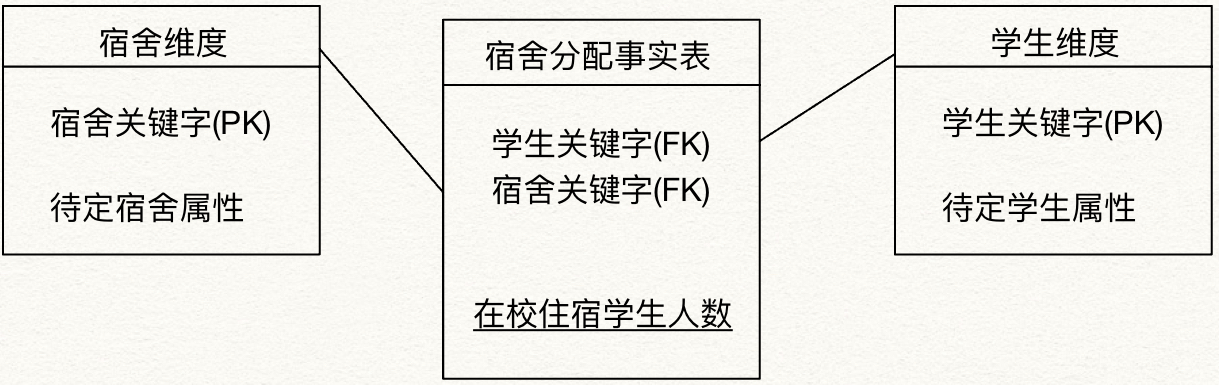 宿舍维度
宿舍关键字(PK)
待定宿舍属性
宿舍分配事实表
学生关键字(FK)
宿舍关键字(FK)
在校住宿学生人数
学生维度
学生关键字(PK)
待定学生属性